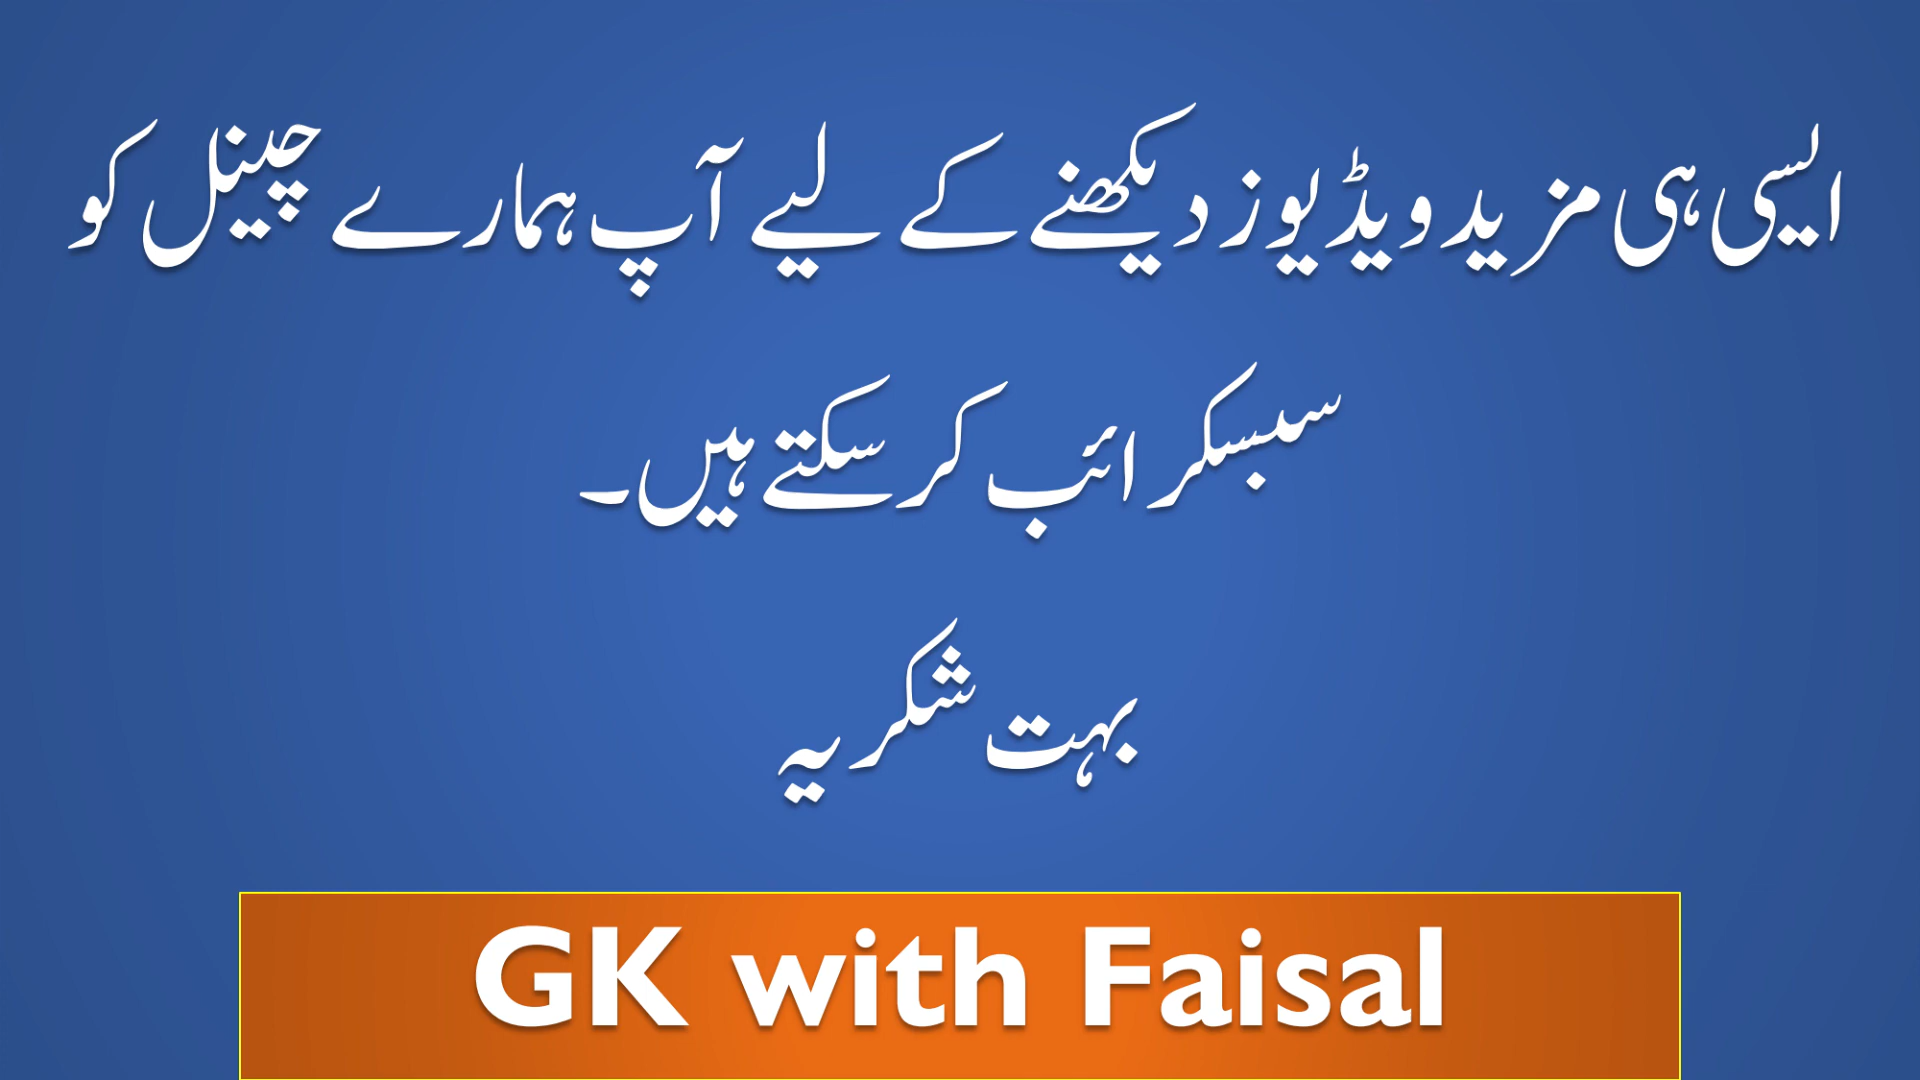 ایسی ہی مزید ویڈیوز دیکھنے کے لیے آپ ہمارے چینل کو
سبسکرائب کر سکتے ہیں۔
بہت شکریہ
GK with Faisal